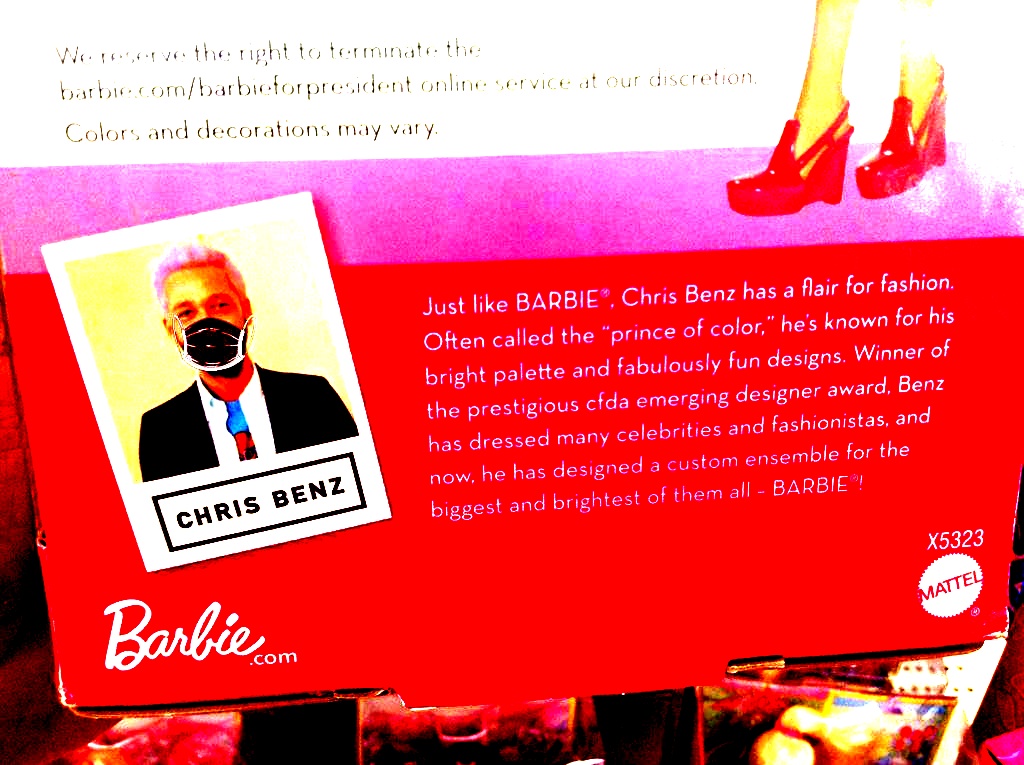 We reserve the right to terminate the
barbie.com/barbieforpresident online service at our discretion.
Colors and decorations may vary.
Just like BARBIE®, Chris Benz has a flair for fashion.
Often called the “prince of color,” he's known for his
bright palette and fabulously fun designs. Winner of
the prestigious cfda emerging designer award, Benz
has dressed many celebrities and fashionistas, and
now, he has designed a custom ensemble for the
biggest and brightest of them all – BARBIE®!
CHRIS BENZ
X5323
MATTEL®
Barbie.com